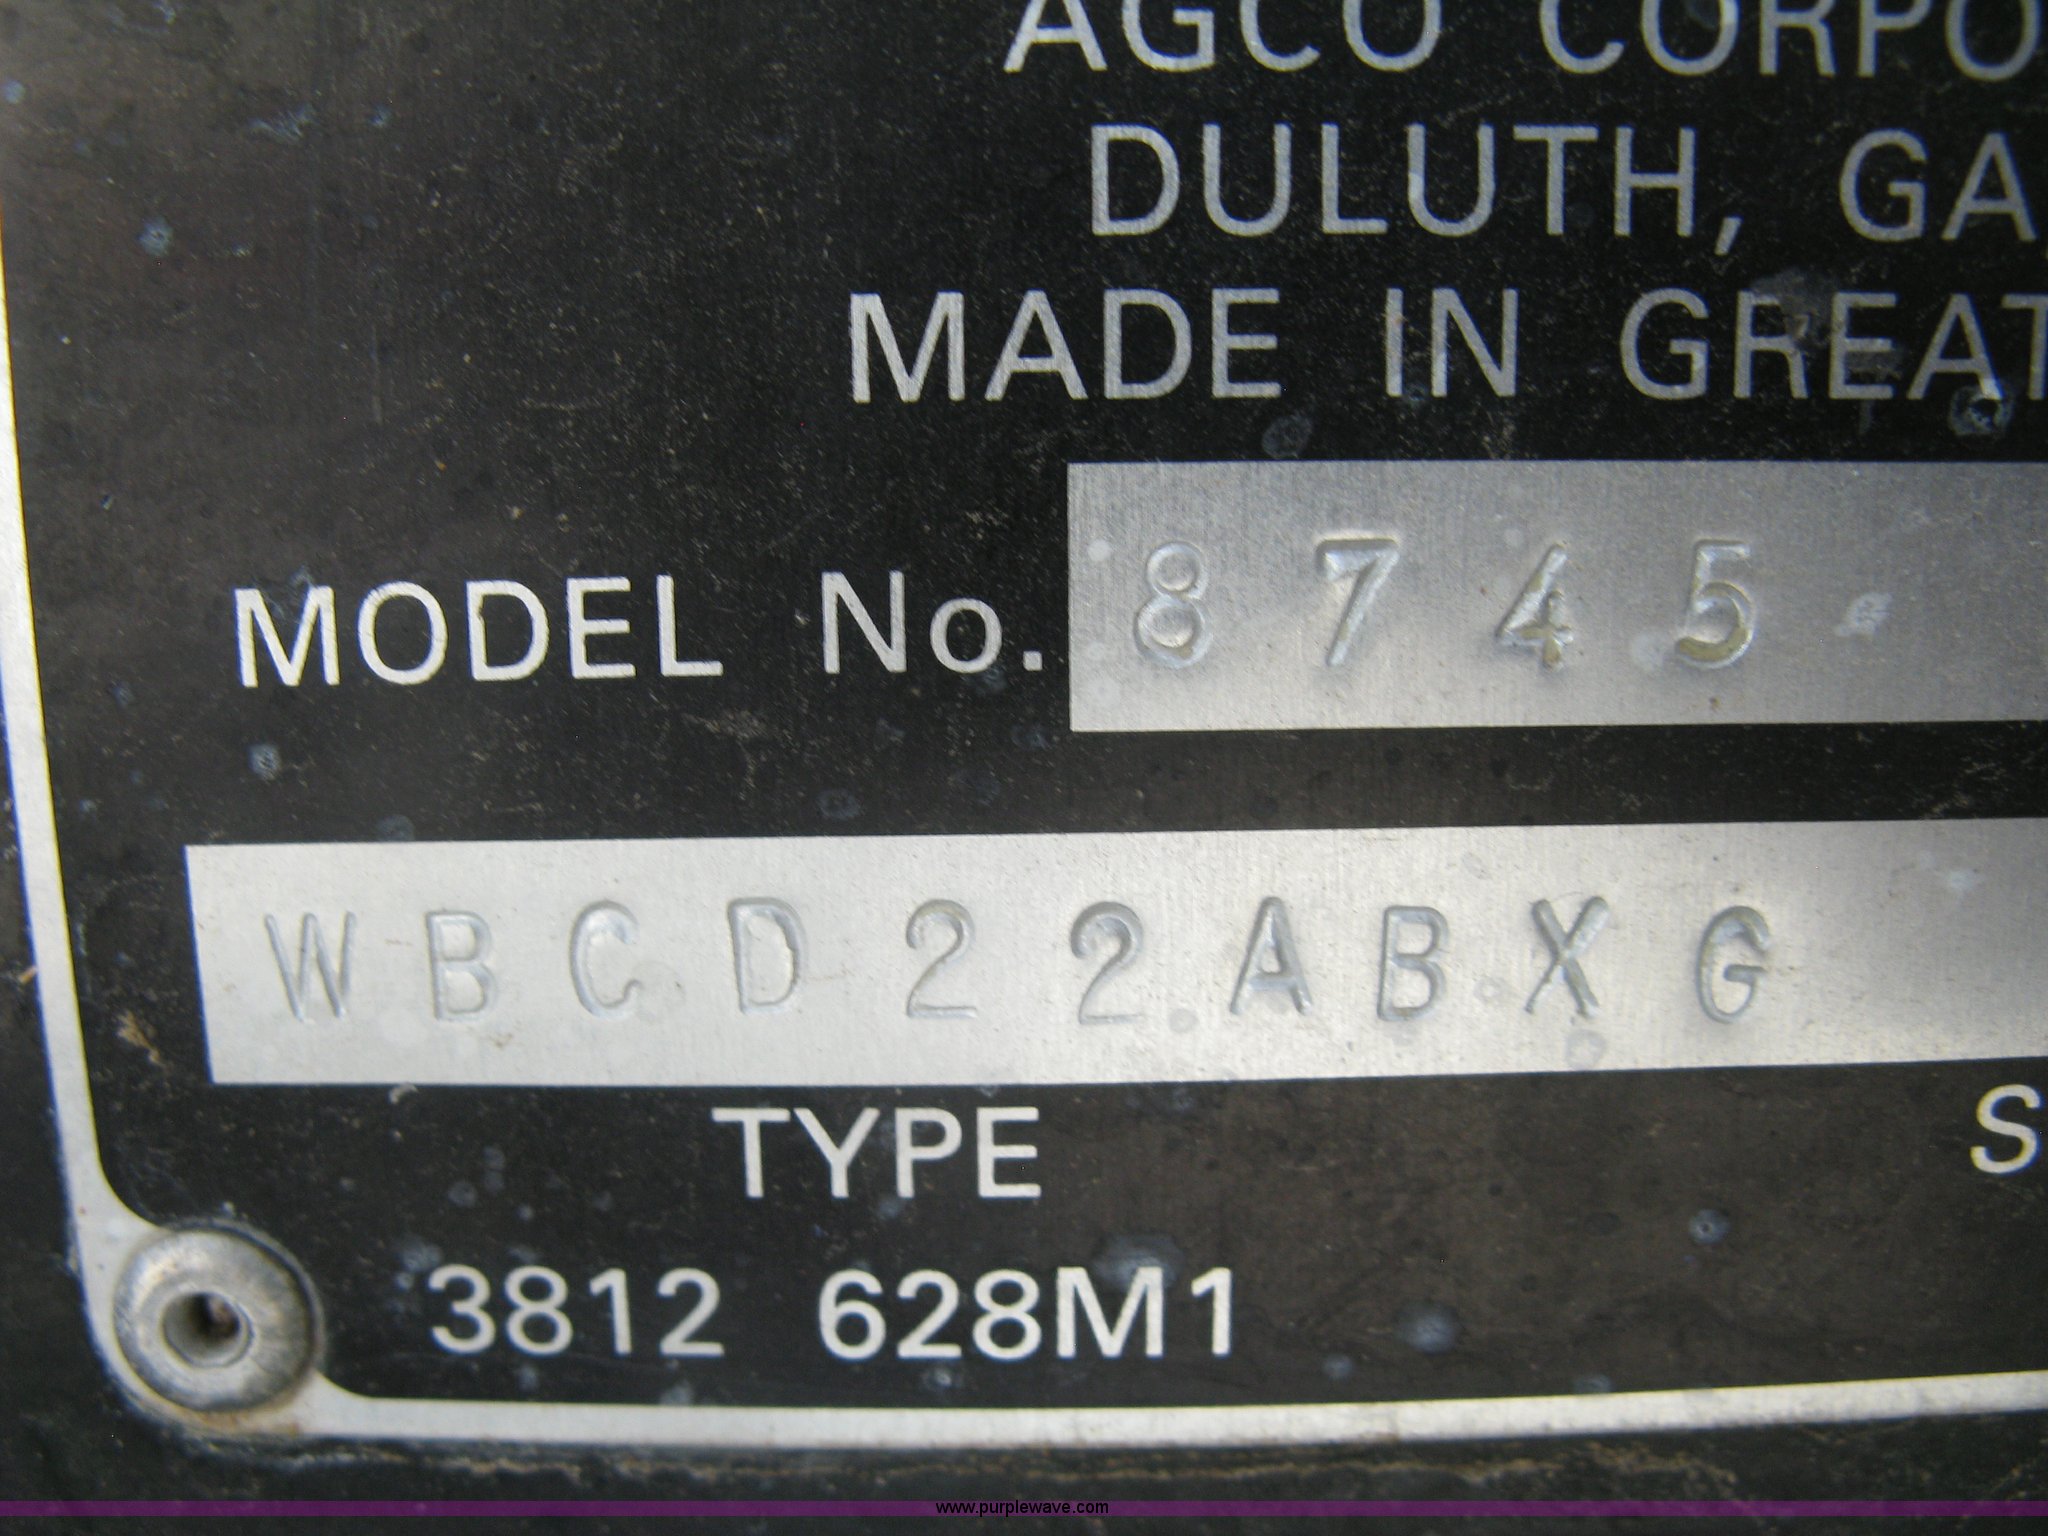 AGCO CORPO
DULUTH, GA.
MADE IN GREAT
MODEL No. 8745
WBCD22ABXG
TYPE S
3812 628M1
www.purplewave.com